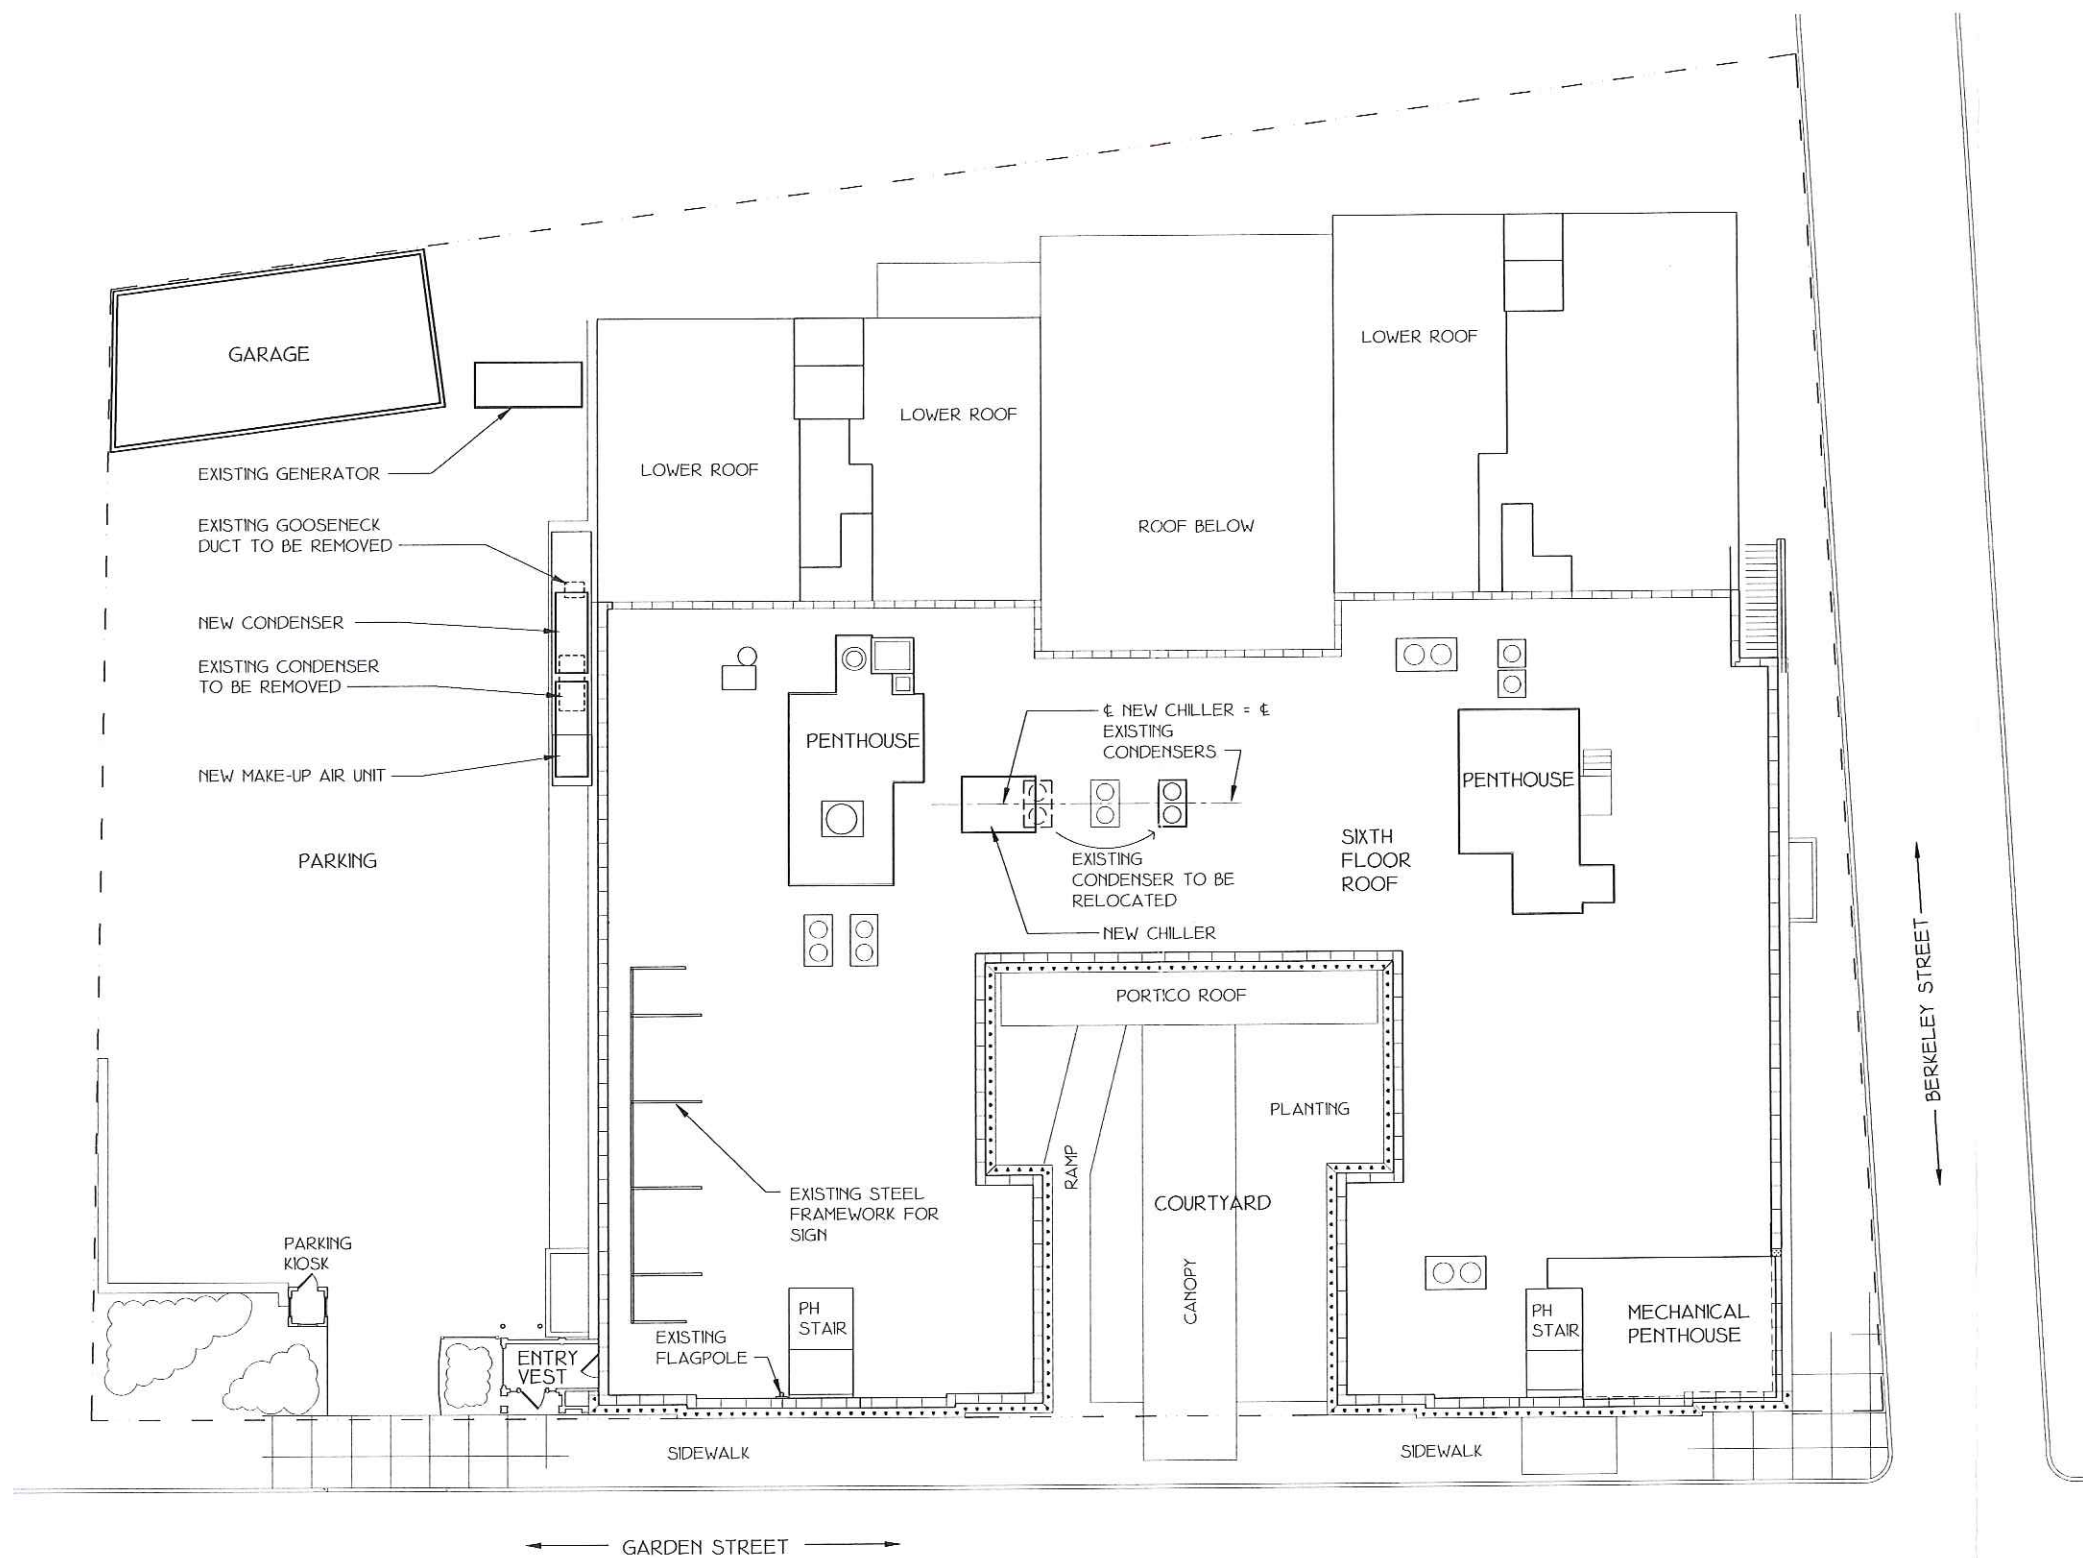 GARAGE
LOWER ROOF
LOWER ROOF
LOWER ROOF
EXISTING GENERATOR
EXISTING GOOSENECK
DUCT TO BE REMOVED
ROOF BELOW
NEW CONDENSER
EXISTING CONDENSER
TO BE REMOVED
NEW MAKE-UP AIR UNIT
PENTHOUSE
℄ NEW CHILLER = ℄
EXISTING
CONDENSERS
PENTHOUSE
PARKING
EXISTING
CONDENSER TO BE
RELOCATED
NEW CHILLER
SIXTH
FLOOR
ROOF
PORTICO ROOF
BERKELEY STREET
PLANTING
RAMP
EXISTING STEEL
FRAMEWORK FOR
SIGN
COURTYARD
CANOPY
PARKING
KIOSK
PH
STAIR
EXISTING
FLAGPOLE
ENTRY
VEST
PH
STAIR
MECHANICAL
PENTHOUSE
SIDEWALK
SIDEWALK
GARDEN STREET